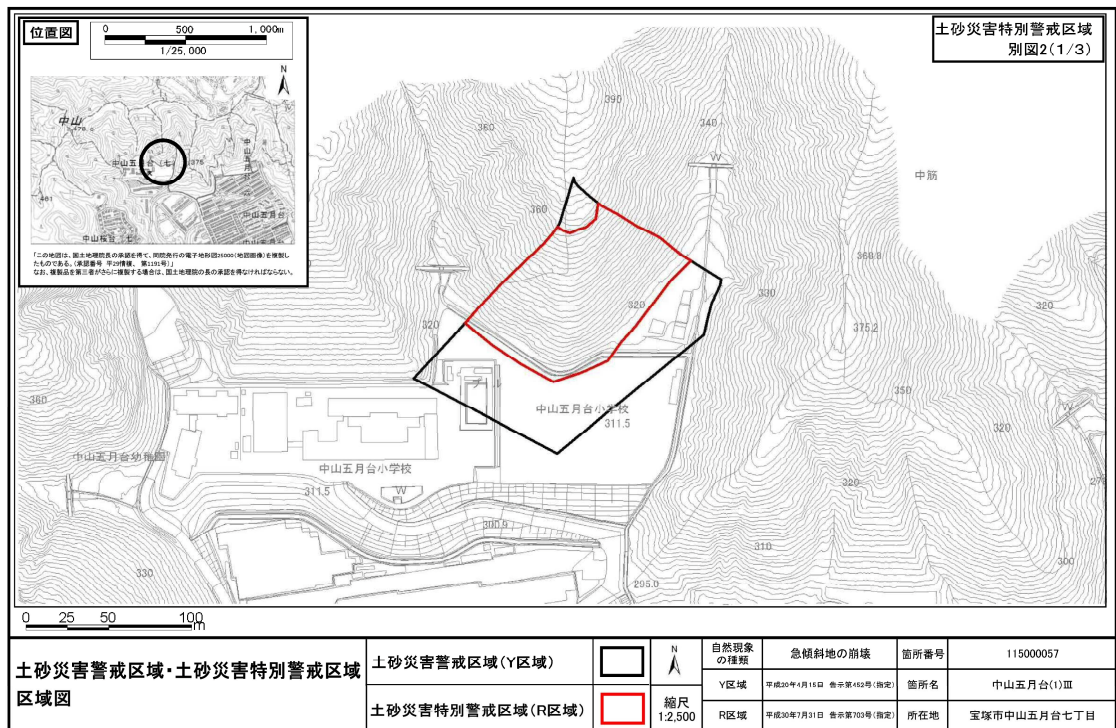 位置図
0 500 1,000m
1/25,000
N
中山
375
中山五月台(七)
461
中山五月台
中山桜台(七)
「この地図は、国土地理院長の承認を得て、同院発行の電子地形図25000(地図画像)を複製し
たものである。(承認番号 平29情複、 第1191号)」
なお、複製品を第三者がさらに複製する場合は、国土地理院の長の承認を得なければならない。
土砂災害特別警戒区域
別図2(1/3)
390
360
340
W
中筋
360
368.8
330
320
320
320
375.2
プール
350
360
中山五月台小学校
311.5
320
W
中山五月台幼稚園
中山五月台小学校
311.5
W
320
300.9
310
330
300
295.0
0 25 50 100
m
土砂災害警戒区域・土砂災害特別警戒区域
区域図
土砂災害警戒区域(Y区域)
土砂災害特別警戒区域(R区域)
N
縮尺
1:2,500
自然現象
の種類
急傾斜地の崩壊
箇所番号
115000057
Y区域
平成20年4月15日 告示第452号(指定)
箇所名
中山五月台(1)Ⅲ
R区域
平成30年7月31日 告示第703号(指定)
所在地
宝塚市中山五月台七丁目